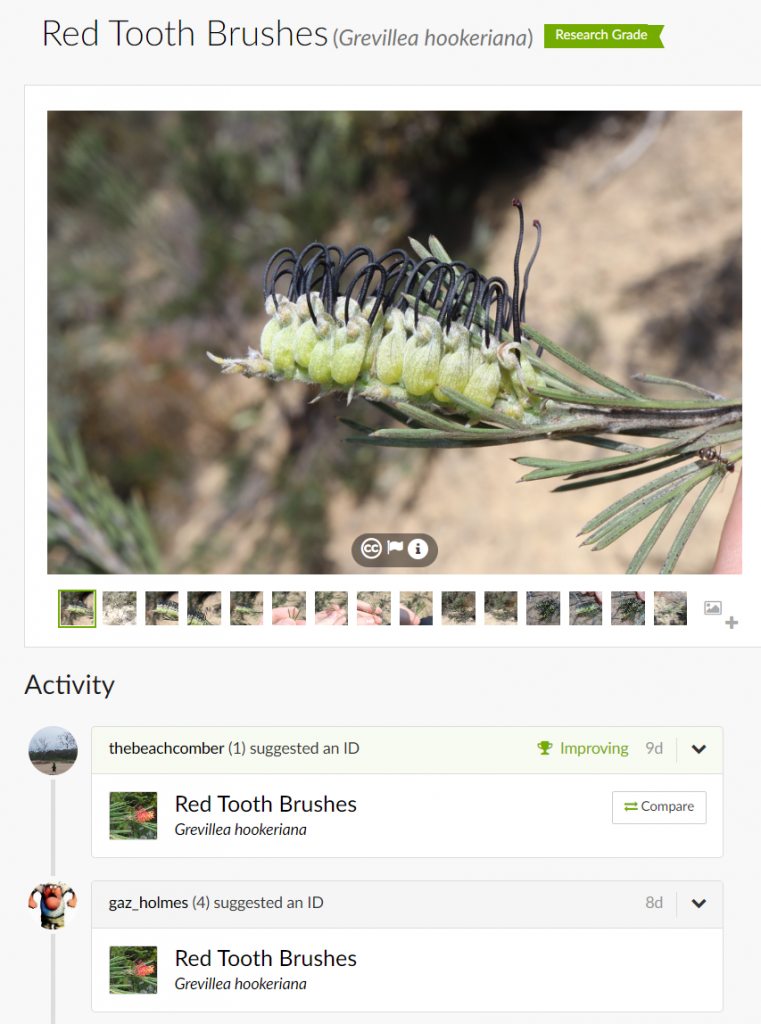 Red Tooth Brushes (Grevillea hookeriana) Research Grade
cc i
Activity
thebeachcomber (1) suggested an ID Improving 9d
Red Tooth Brushes Compare
Grevillea hookeriana
gaz_holmes (4) suggested an ID 8d
Red Tooth Brushes
Grevillea hookeriana